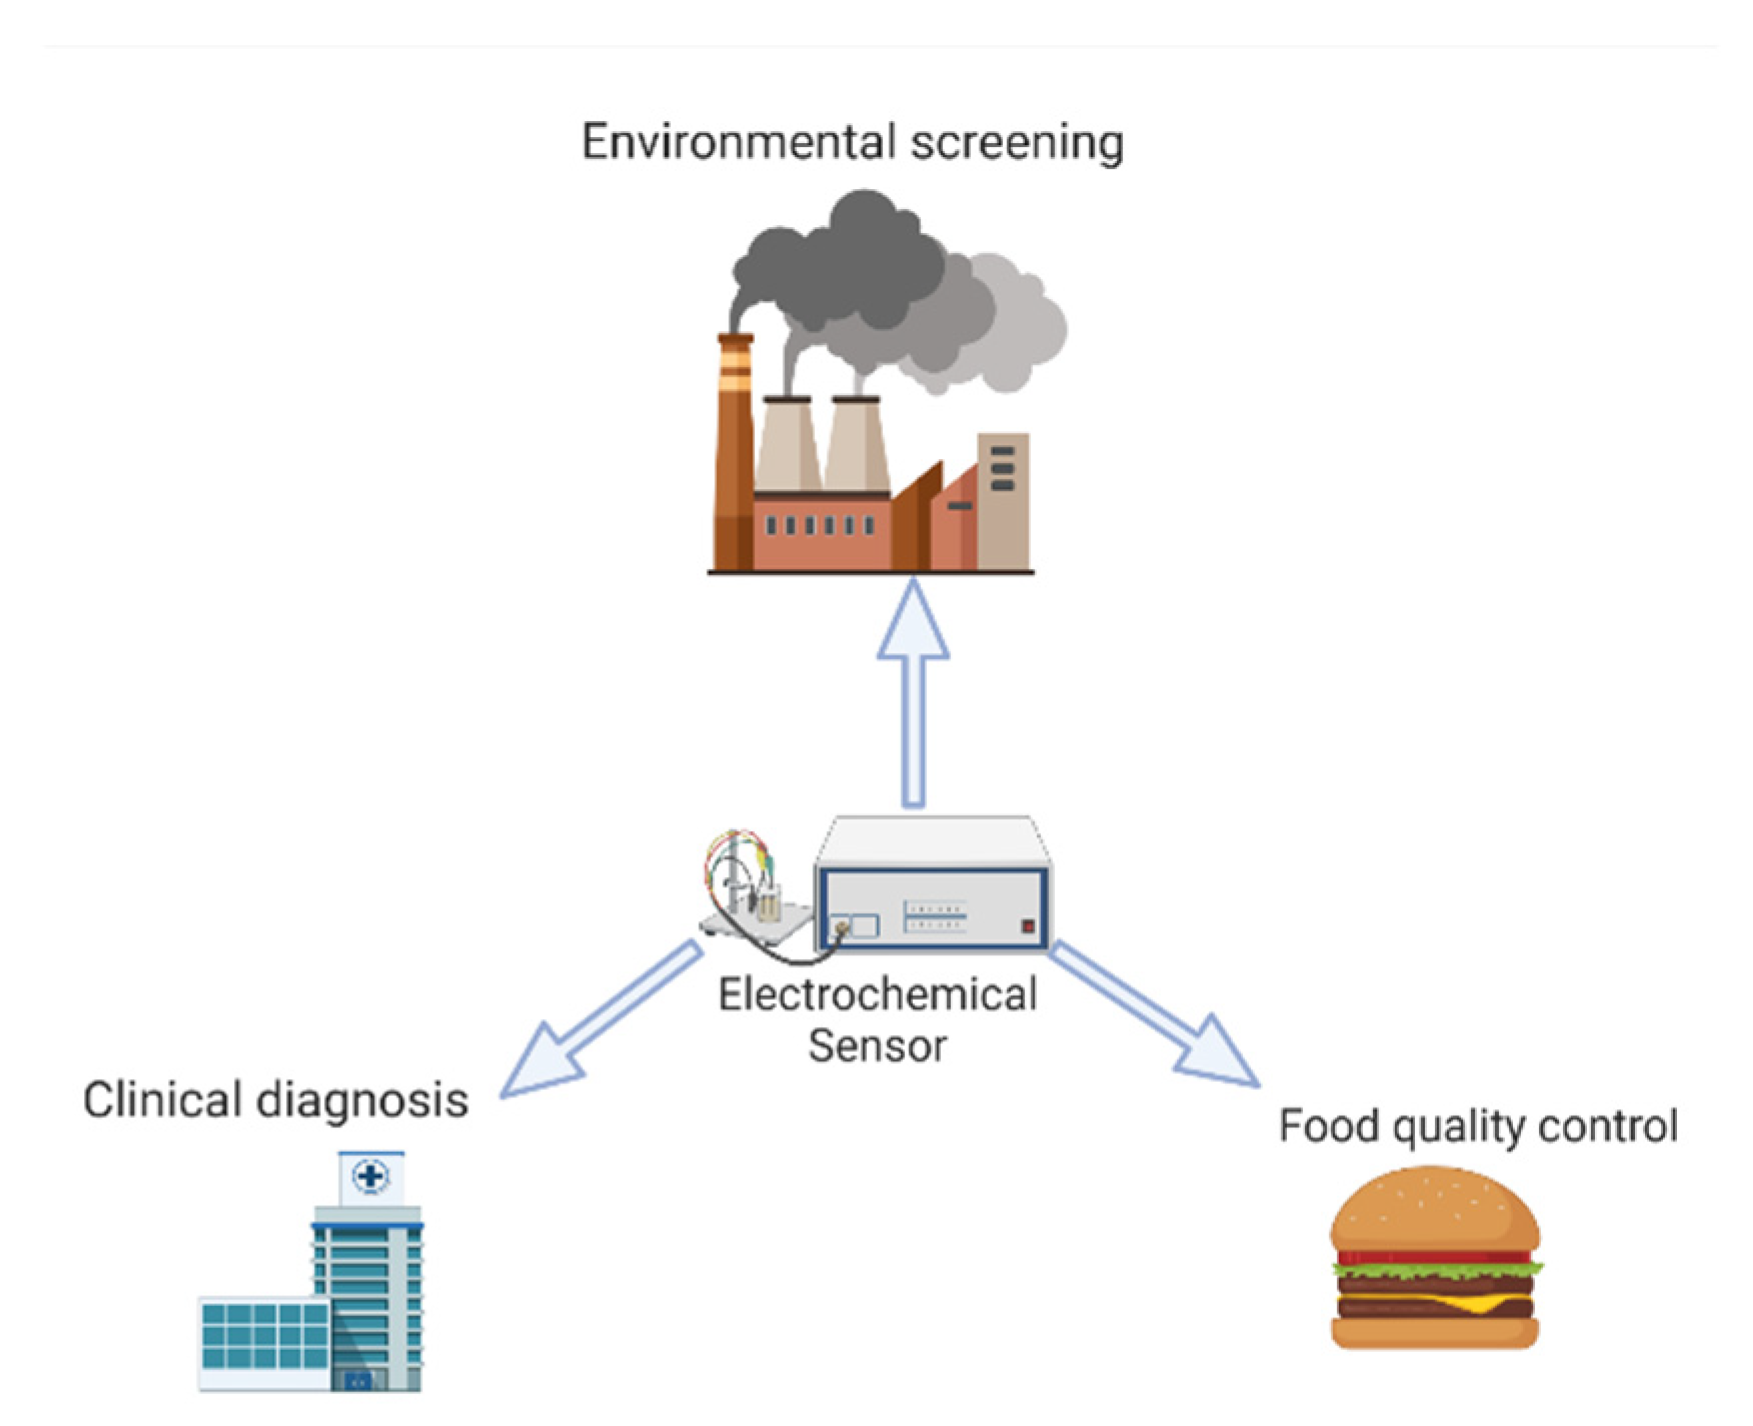 Environmental screening
Electrochemical
Sensor
Clinical diagnosis
Food quality control